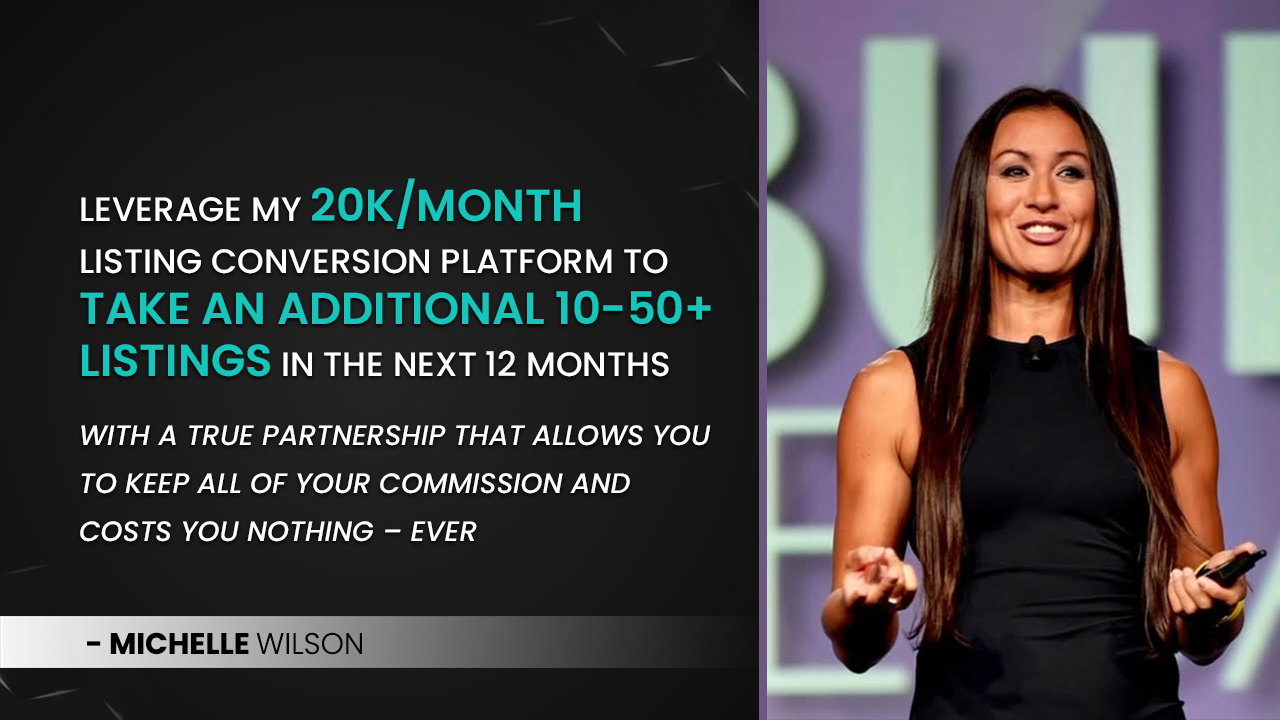 LEVERAGE MY 20K/MONTH
LISTING CONVERSION PLATFORM TO
TAKE AN ADDITIONAL 10-50+
LISTINGS IN THE NEXT 12 MONTHS
WITH A TRUE PARTNERSHIP THAT ALLOWS YOU
TO KEEP ALL OF YOUR COMMISSION AND
COSTS YOU NOTHING – EVER
- MICHELLE WILSON